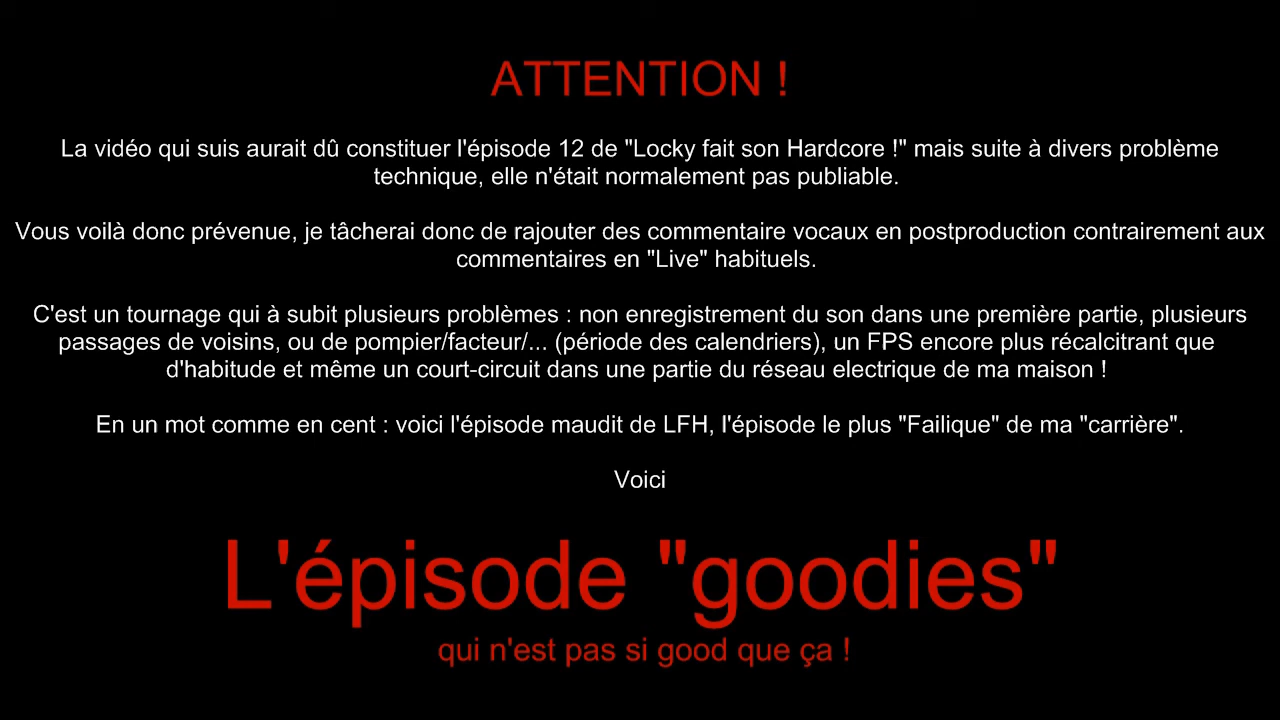 ATTENTION !
La vidéo qui suis aurait dû constituer l'épisode 12 de "Locky fait son Hardcore !" mais suite à divers problème
technique, elle n'était normalement pas publiable.
Vous voilà donc prévenue, je tâcherai donc de rajouter des commentaire vocaux en postproduction contrairement aux
commentaires en "Live" habituels.
C'est un tournage qui à subit plusieurs problèmes : non enregistrement du son dans une première partie, plusieurs
passages de voisins, ou de pompier/facteur/... (période des calendriers), un FPS encore plus récalcitrant que
d'habitude et même un court-circuit dans une partie du réseau electrique de ma maison !
En un mot comme en cent : voici l'épisode maudit de LFH, l'épisode le plus "Failique" de ma "carrière".
Voici
L'épisode "goodies"
qui n'est pas si good que ça !